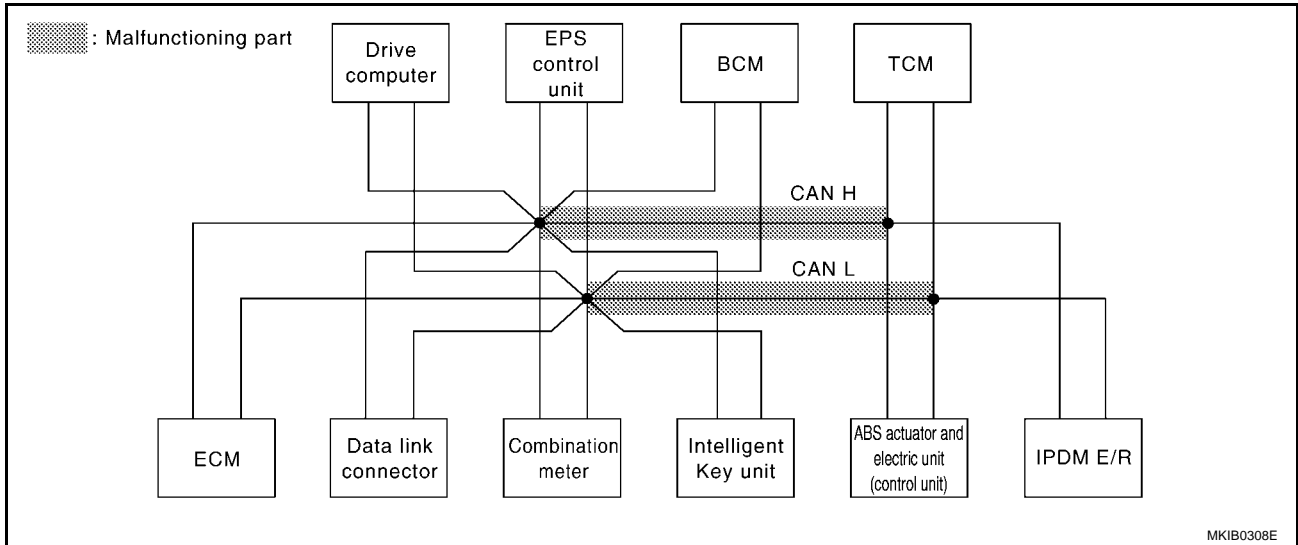 : Malfunctioning part
Drive
computer
EPS
control
unit
BCM
TCM
CAN H
CAN L
ECM
Data link
connector
Combination
meter
Intelligent
Key unit
ABS actuator and
electric unit
(control unit)
IPDM E/R
MKIB0308E